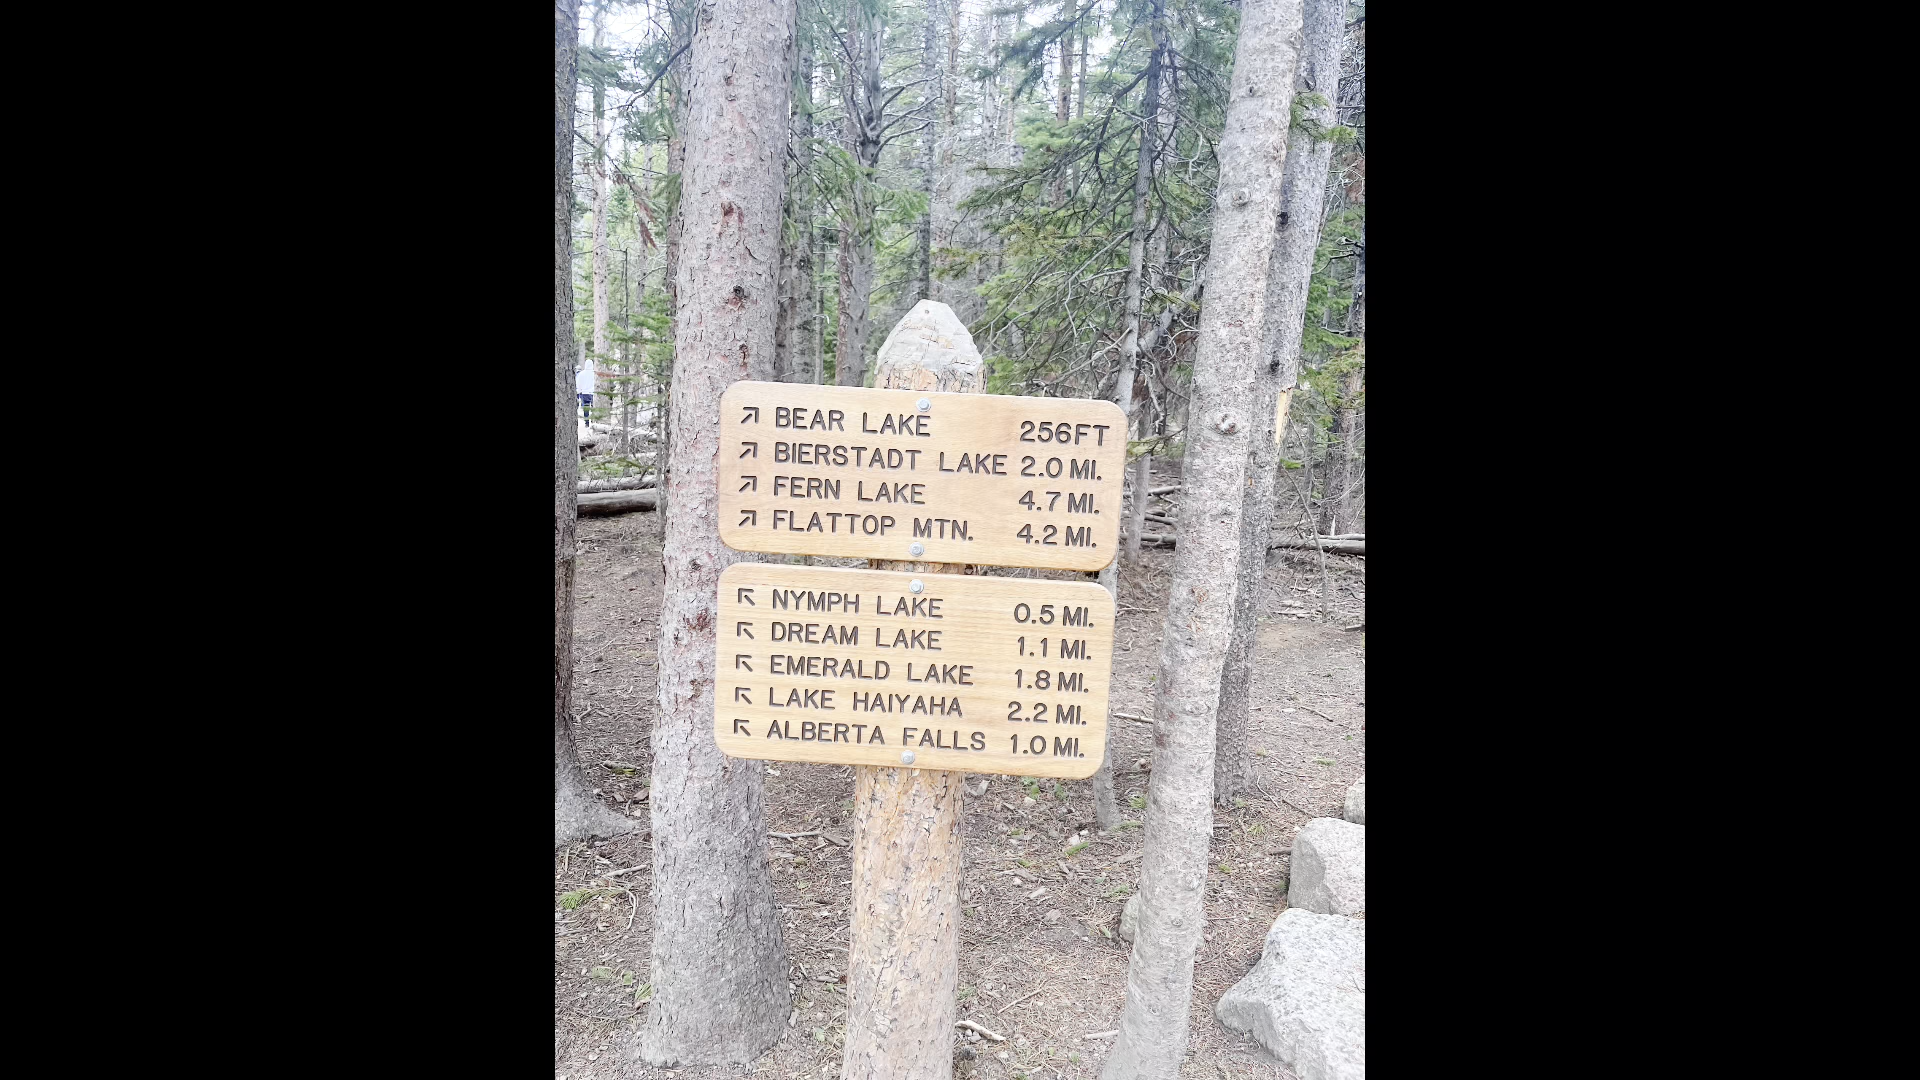 ↗ BEAR LAKE 256FT
↗ BIERSTADT LAKE 2.0 MI.
↗ FERN LAKE 4.7 MI.
↗ FLATTOP MTN. 4.2 MI.
↖ NYMPH LAKE 0.5 MI.
↖ DREAM LAKE 1.1 MI.
↖ EMERALD LAKE 1.8 MI.
↖ LAKE HAIYAHA 2.2 MI.
↖ ALBERTA FALLS 1.0 MI.